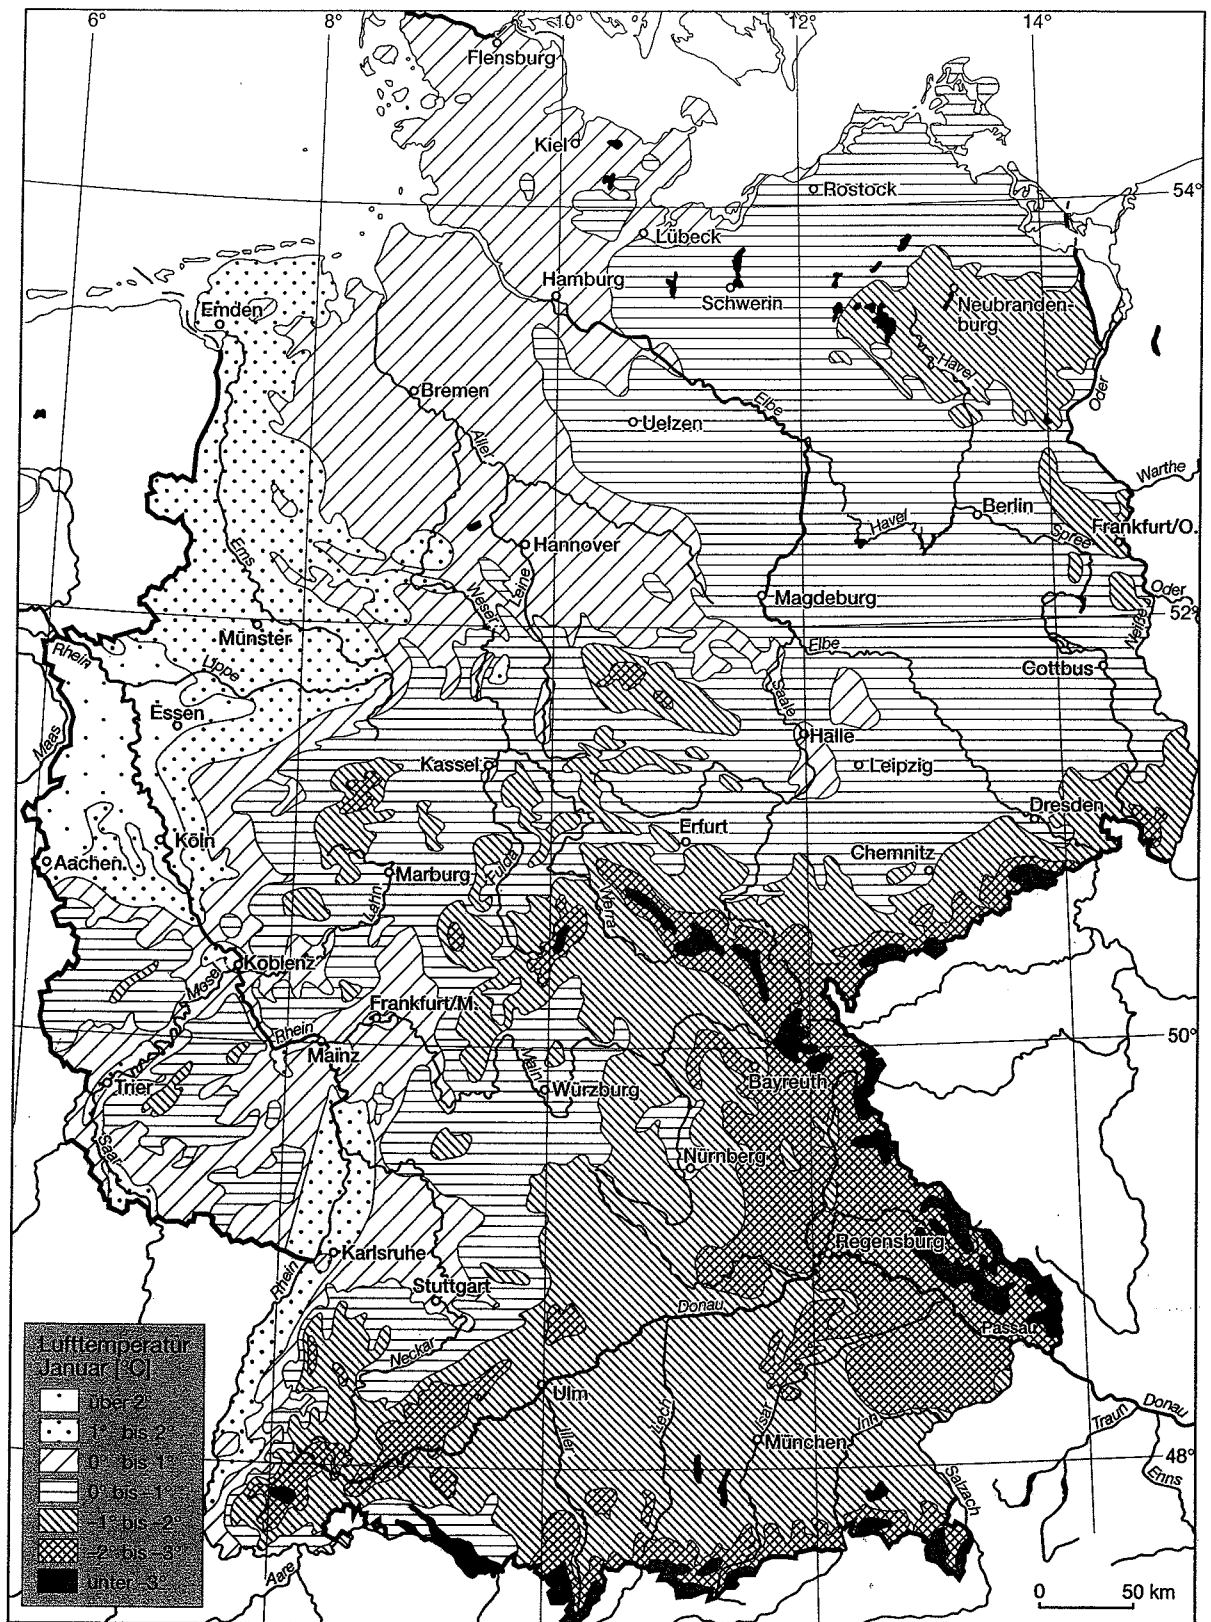 6°
8°
10°
12°
14°
Flensburg
Kiel
Rostock
54°
Lübeck
Hamburg
Schwerin
Emden
Neubranden-
burg
Havel
Bremen
Elbe
Oder
Uelzen
Aller
Warthe
Berlin
Havel
Frankfurt/O.
Spree
Hannover
Ems
Leine
Weser
Magdeburg
Oder
52°
Neiße
Münster
Rhein
Lippe
Elbe
Cottbus
Saale
Essen
Maas
Halle
Kassel
Leipzig
Dresden
Köln
Erfurt
Chemnitz
Aachen
Marburg
Fulda
Werra
Lahn
Koblenz
Mosel
Frankfurt/M.
Rhein
50°
Mainz
Main
Trier
Würzburg
Bayreuth
Saar
Nürnberg
Karlsruhe
Regensburg
Rhein
Stuttgart
Donau
Passau
Neckar
Lufttemperatur
Januar [°C]
über 2°
1° bis 2°
0° bis 1°
0° bis –1°
–1° bis –2°
–2° bis –3°
unter –3°
Ulm
Iller
Lech
Isar
Inn
München
Donau
Traun
48°
Enns
Salzach
Aare
0 50 km